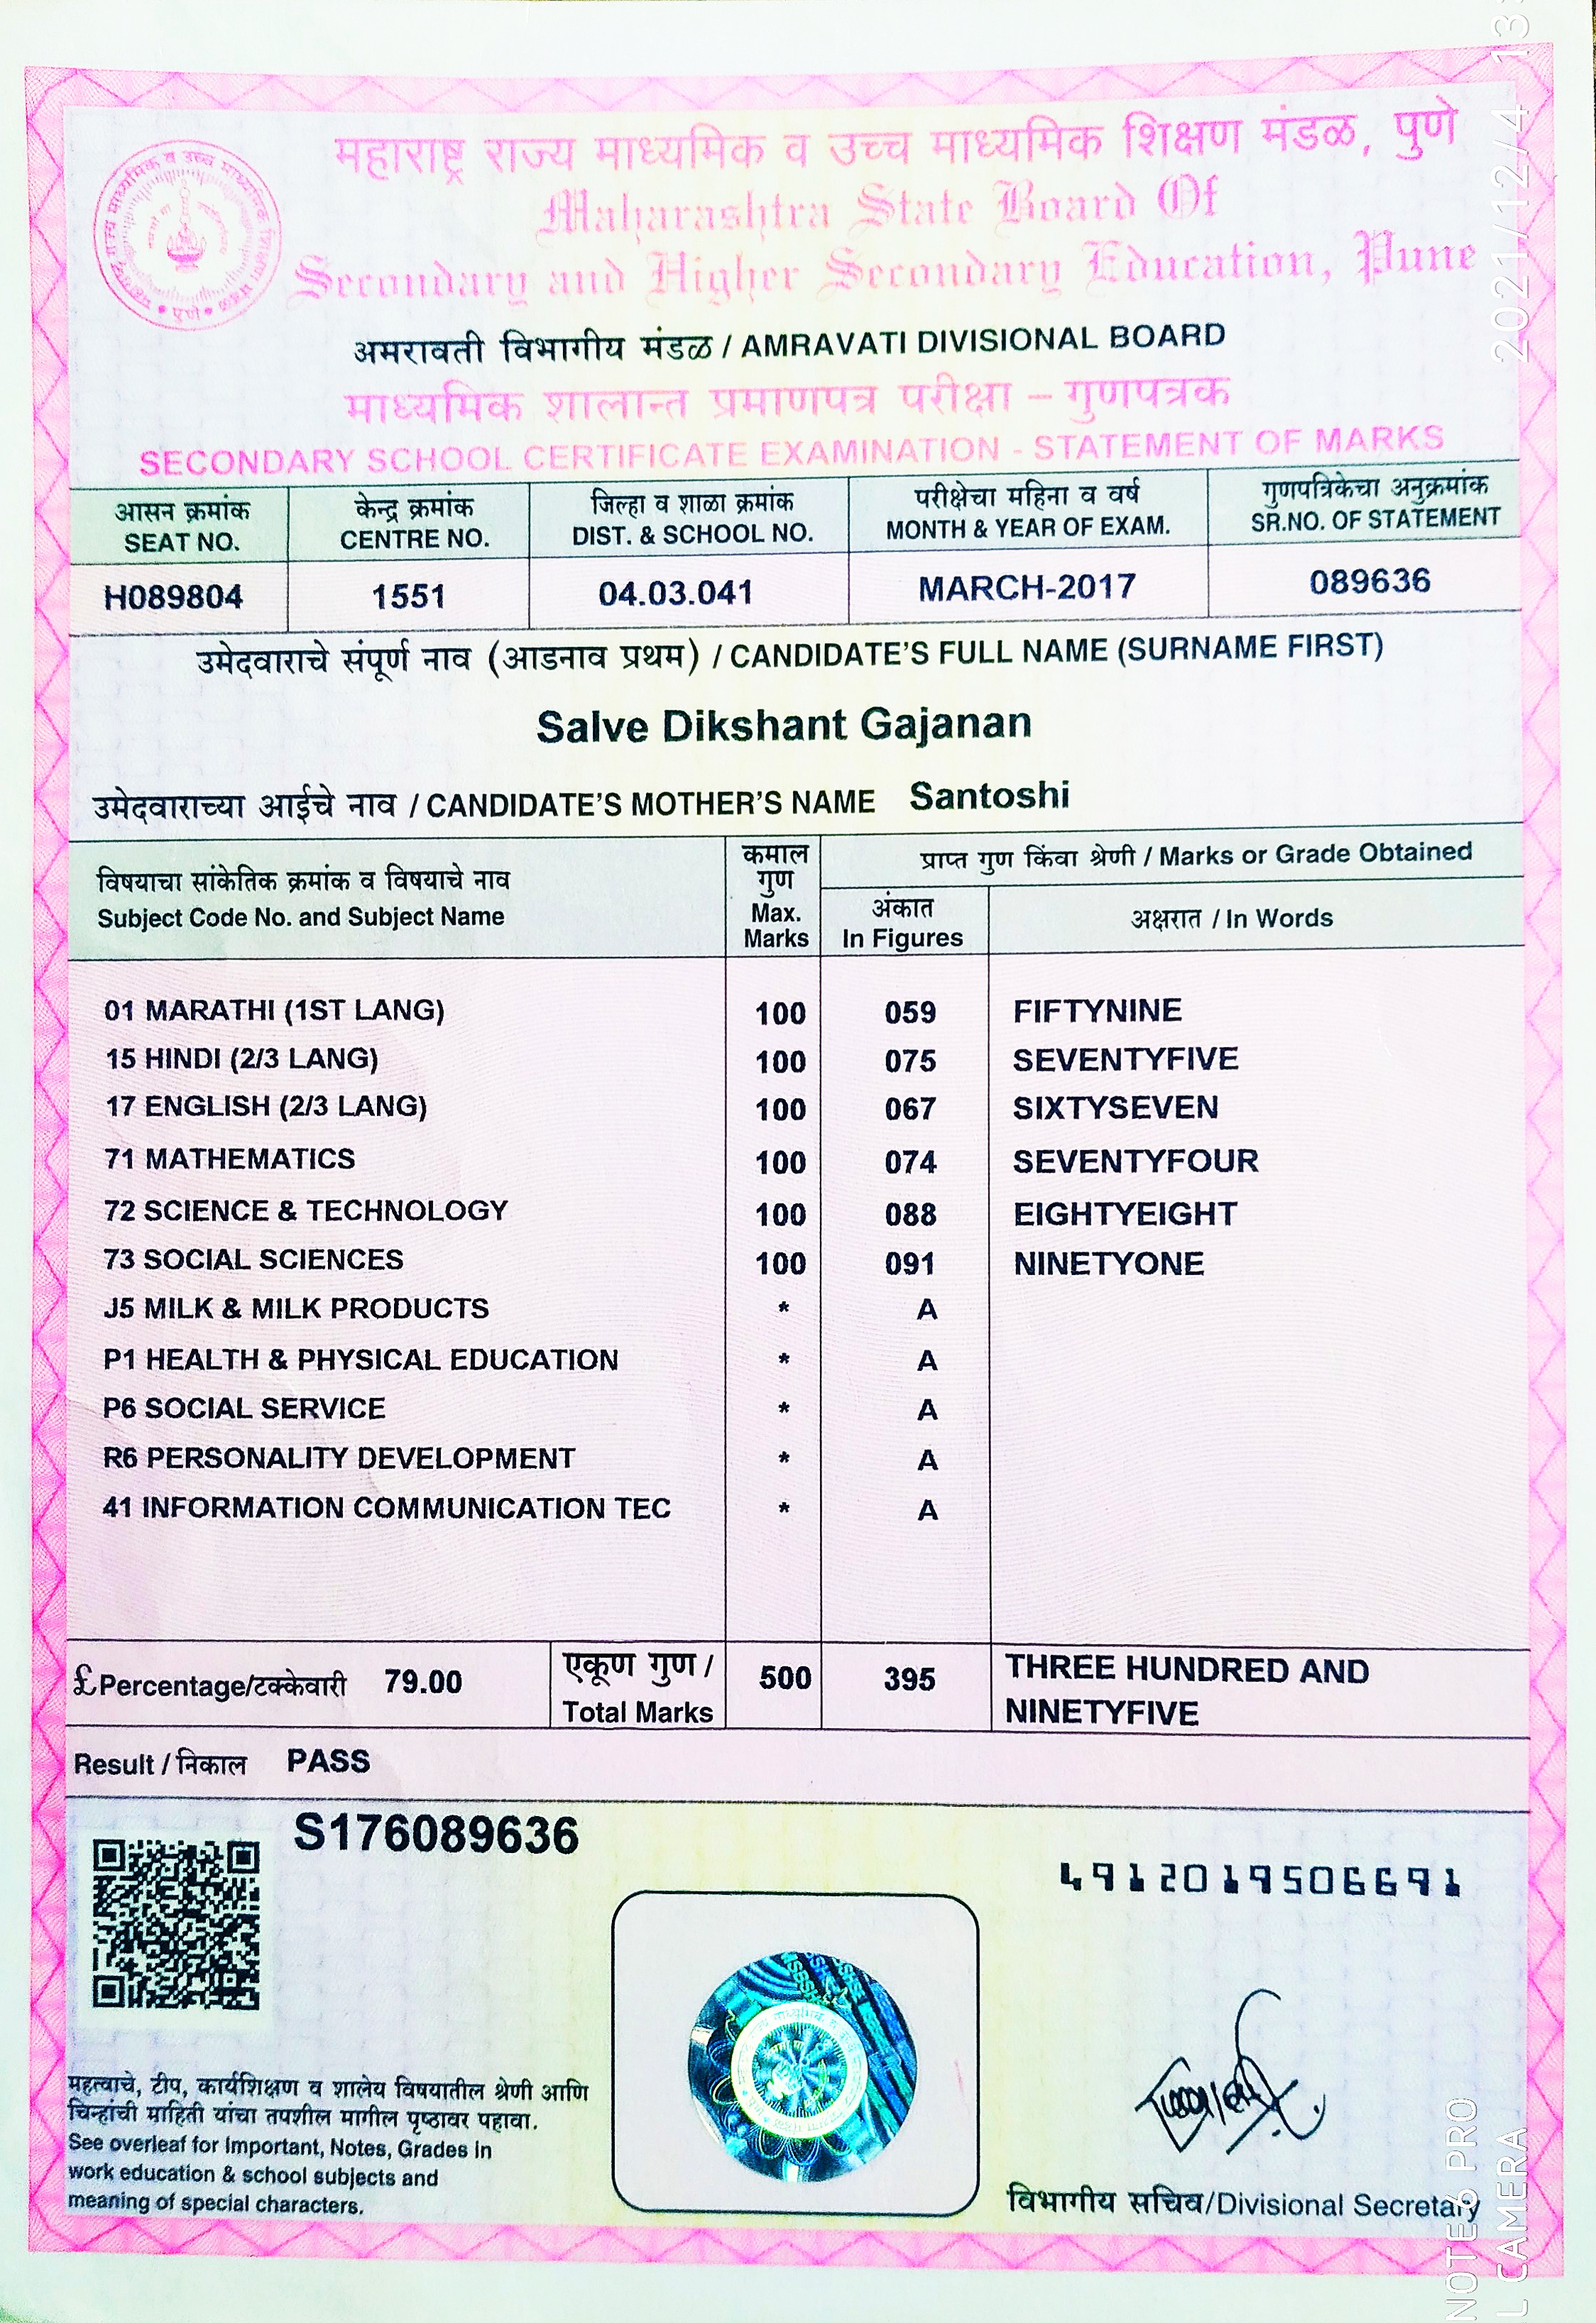 महाराष्ट्र राज्य माध्यमिक व उच्च माध्यमिक शिक्षण मंडळ, पुणे
Maharashtra State Board Of
Secondary and Higher Secondary Education, Pune
अमरावती विभागीय मंडळ / AMRAVATI DIVISIONAL BOARD
माध्यमिक शालान्त प्रमाणपत्र परीक्षा – गुणपत्रक
SECONDARY SCHOOL CERTIFICATE EXAMINATION - STATEMENT OF MARKS
आसन क्रमांक केन्द्र क्रमांक जिल्हा व शाळा क्रमांक परीक्षेचा महिना व वर्ष गुणपत्रिकेचा अनुक्रमांक
SEAT NO. CENTRE NO. DIST. & SCHOOL NO. MONTH & YEAR OF EXAM. SR.NO. OF STATEMENT
H089804 1551 04.03.041 MARCH-2017 089636
उमेदवाराचे संपूर्ण नाव (आडनाव प्रथम) / CANDIDATE'S FULL NAME (SURNAME FIRST)
Salve Dikshant Gajanan
उमेदवाराच्या आईचे नाव / CANDIDATE'S MOTHER'S NAME Santoshi
विषयाचा सांकेतिक क्रमांक व विषयाचे नाव
Subject Code No. and Subject Name
कमाल
गुण
Max.
Marks
प्राप्त गुण किंवा श्रेणी / Marks or Grade Obtained
अंकात
In Figures
अक्षरात / In Words
01 MARATHI (1ST LANG) 100 059 FIFTYNINE
15 HINDI (2/3 LANG) 100 075 SEVENTYFIVE
17 ENGLISH (2/3 LANG) 100 067 SIXTYSEVEN
71 MATHEMATICS 100 074 SEVENTYFOUR
72 SCIENCE & TECHNOLOGY 100 088 EIGHTYEIGHT
73 SOCIAL SCIENCES 100 091 NINETYONE
J5 MILK & MILK PRODUCTS * A
P1 HEALTH & PHYSICAL EDUCATION * A
P6 SOCIAL SERVICE * A
R6 PERSONALITY DEVELOPMENT * A
41 INFORMATION COMMUNICATION TEC * A
£ Percentage/टक्केवारी 79.00
एकूण गुण /
Total Marks
500 395
THREE HUNDRED AND
NINETYFIVE
Result / निकाल PASS
S176089636
4912019506691
महत्वाचे, टीप, कार्यशिक्षण व शालेय विषयातील श्रेणी आणि
चिन्हांची माहिती यांचा तपशील मागील पृष्ठावर पहावा.
See overleaf for Important, Notes, Grades in
work education & school subjects and
meaning of special characters.
विभागीय सचिव/Divisional Secretary
2021/12/4
NOTE 6 PRO
CAMERA